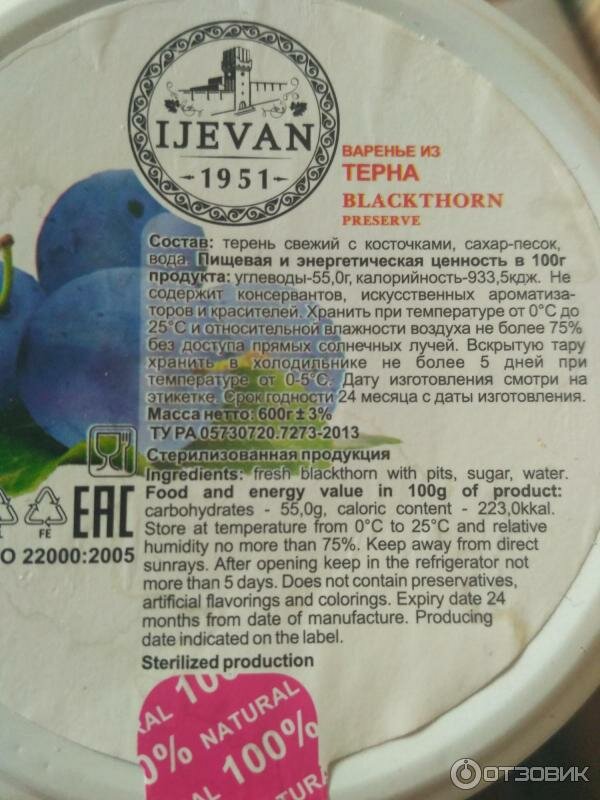 IJEVAN
1951
ВАРЕНЬЕ ИЗ
ТЕРНА
BLACKTHORN
PRESERVE
Состав: терень свежий с косточками, сахар-песок,
вода. Пищевая и энергетическая ценность в 100г
продукта: углеводы-55,0г, калорийность-933,5кдж. Не
содержит консервантов, искусственных ароматиза-
торов и красителей. Хранить при температуре от 0°С до
25°С и относительной влажности воздуха не более 75%
без доступа прямых солнечных лучей. Вскрытую тару
хранить в холодильнике не более 5 дней при
температуре от 0-5°С. Дату изготовления смотри на
этикетке. Срок годности 24 месяца с даты изготовления.
Масса нетто: 600г ± 3%
ТУ РА 05730720.7273-2013
Стерилизованная продукция
Ingredients: fresh blackthorn with pits, sugar, water.
Food and energy value in 100g of product:
carbohydrates - 55,0g, caloric content - 223,0kkal.
Store at temperature from 0°C to 25°C and relative
humidity no more than 75%. Keep away from direct
sunrays. After opening keep in the refrigerator not
more than 5 days. Does not contain preservatives,
artificial flavorings and colorings. Expiry date 24
months from date of manufacture. Producing
date indicated on the label.
Sterilized production
FE
EAC
O 22000:2005
100%
RAL NATURAL
0% 100%
NATU
ОТЗОВИК